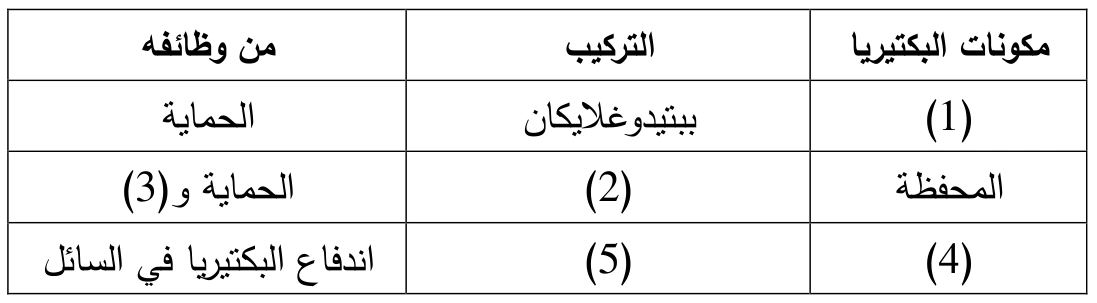 مكونات البكتيريا التركيب من وظائفه
(1) ببتيدوغلايكان الحماية
المحفظة (2) الحماية و(3)
(4) (5) اندفاع البكتيريا في السائل